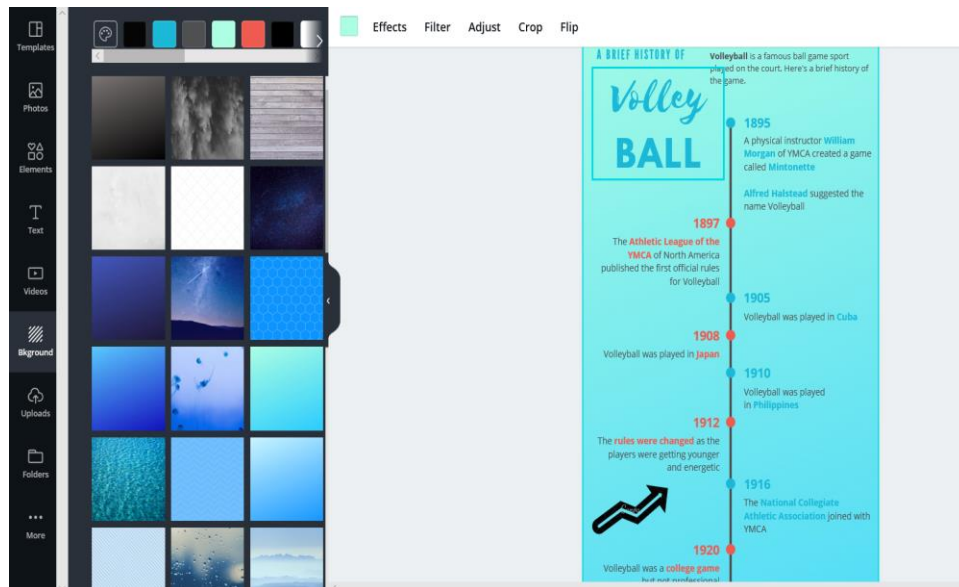 Templates
Photos
Elements
Text
Videos
Bkground
Uploads
Folders
More
Effects
Filter
Adjust
Crop
Flip
A BRIEF HISTORY OF
Volley
BALL
Volleyball is a famous ball game sport
played on the court. Here's a brief history of
the game.
1895
A physical instructor William
Morgan of YMCA created a game
called Mintonette
Alfred Halstead suggested the
name Volleyball
1897
The Athletic League of the
YMCA of North America
published the first official rules
for Volleyball
1905
Volleyball was played in Cuba
1908
Volleyball was played in Japan
1910
Volleyball was played
in Philippines
1912
The rules were changed as the
players were getting younger
and energetic
1916
The National Collegiate
Athletic Association joined with
YMCA
1920
Volleyball was a college game
but not professional